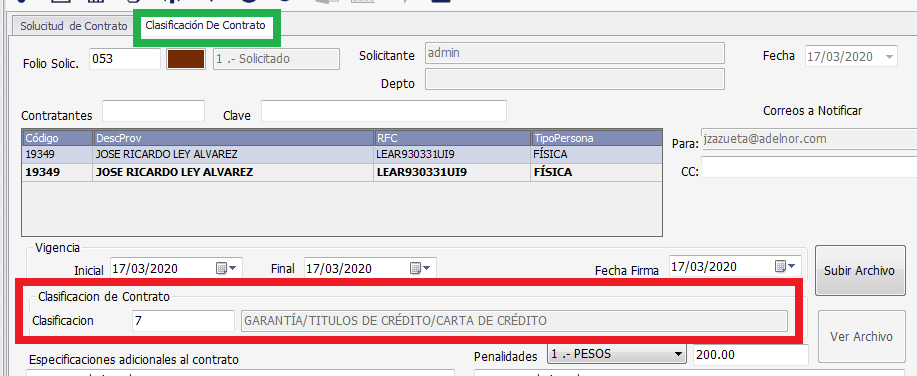 Solicitud de Contrato Clasificación De Contrato
Folio Solic. 053 1 .- Solicitado Solicitante admin Fecha 17/03/2020
Depto
Contratantes Clave Correos a Notificar
Código DescProv RFC TipoPersona
19349 JOSE RICARDO LEY ALVAREZ LEAR930331UI9 FÍSICA
19349 JOSE RICARDO LEY ALVAREZ LEAR930331UI9 FÍSICA
Para: jzazueta@adelnor.com
CC:
Vigencia
Inicial 17/03/2020 Final 17/03/2020 Fecha Firma 17/03/2020 Subir Archivo
Clasificacion de Contrato
Clasificacion 7 GARANTÍA/TITULOS DE CRÉDITO/CARTA DE CRÉDITO
Ver Archivo
Especificaciones adicionales al contrato Penalidades 1 .- PESOS 200.00